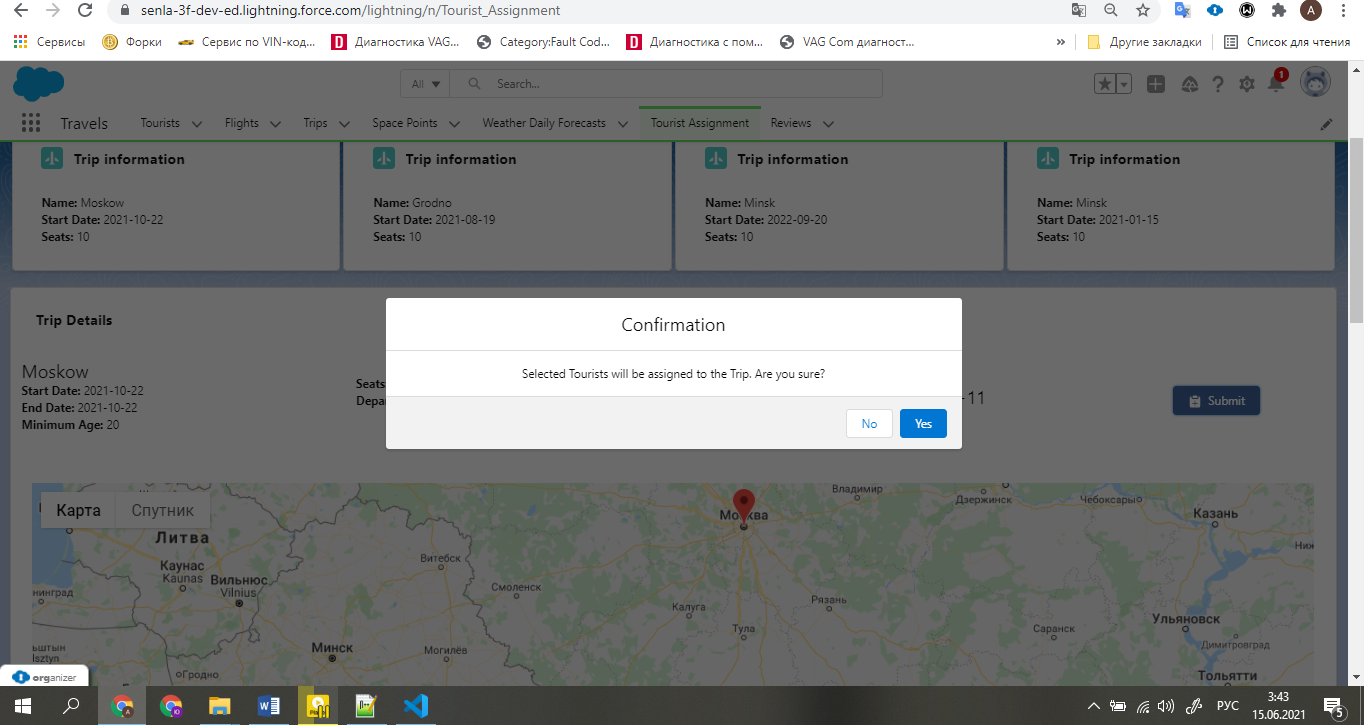 senla-3f-dev-ed.lightning.force.com/lightning/n/Tourist_Assignment
A
Сервисы
Форки
Сервис по VIN-код...
Диагностика VAG...
Category:Fault Cod...
Диагностика с пом...
VAG Com диагност...
»
Другие закладки
Список для чтения
All
Search...
1
Travels
Tourists
Flights
Trips
Space Points
Weather Daily Forecasts
Tourist Assignment
Reviews
Trip information
Name: Moskow
Start Date: 2021-10-22
Seats: 10
Trip information
Name: Grodno
Start Date: 2021-08-19
Seats: 10
Trip information
Name: Minsk
Start Date: 2022-09-20
Seats: 10
Trip information
Name: Minsk
Start Date: 2021-01-15
Seats: 10
Trip Details
Moskow
Start Date: 2021-10-22
End Date: 2021-10-22
Minimum Age: 20
Seats
Depa
-11
Submit
Confirmation
Selected Tourists will be assigned to the Trip. Are you sure?
No
Yes
Карта
Спутник
Литва
Каунас
Kaunas
Вильнюс
Vilnius
нинград
Витебск
Смоленск
Москва
Владимир
Дзержинск
Чебоксары
Казань
Ниж
Калуга
Рязань
Тула
Саранск
Ульяновск
Димитровград
Тольятти
Минск
Могилев
Гродно
ьштын
lsztyn
organizer
РУС
3:43
15.06.2021
5